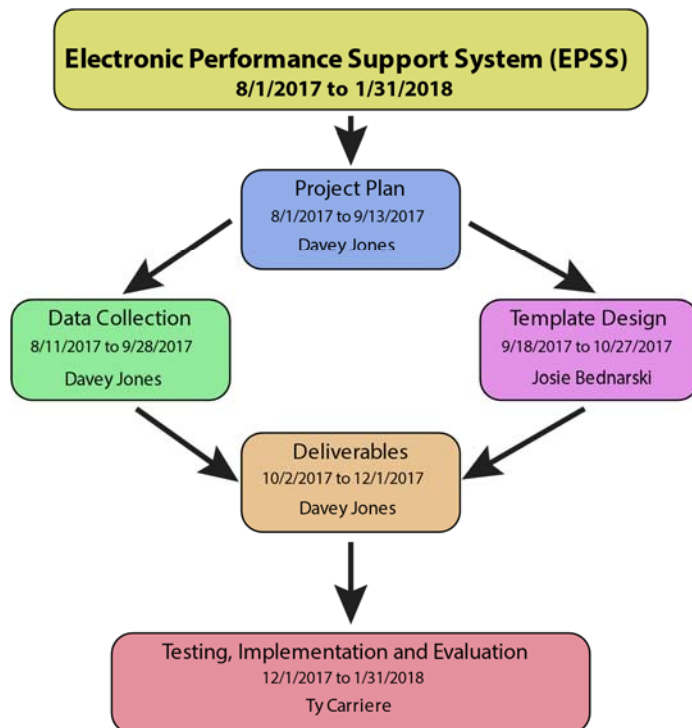 Electronic Performance Support System (EPSS)
8/1/2017 to 1/31/2018
Project Plan
8/1/2017 to 9/13/2017
Davey Jones
Data Collection
8/11/2017 to 9/28/2017
Davey Jones
Template Design
9/18/2017 to 10/27/2017
Josie Bednarski
Deliverables
10/2/2017 to 12/1/2017
Davey Jones
Testing, Implementation and Evaluation
12/1/2017 to 1/31/2018
Ty Carriere